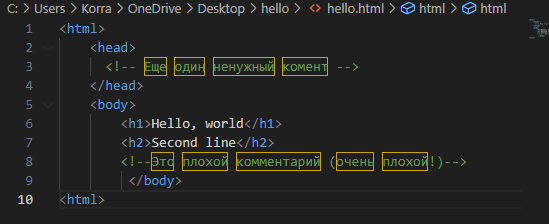 C: > Users > Korra > OneDrive > Desktop > hello > hello.html > html > html
1 <html>
2 <head>
3 <!-- Еще один ненужный комент -->
4 </head>
5 <body>
6 <h1>Hello, world</h1>
7 <h2>Second line</h2>
8 <!--Это плохой комментарий (очень плохой!)-->
9 </body>
10 <html>